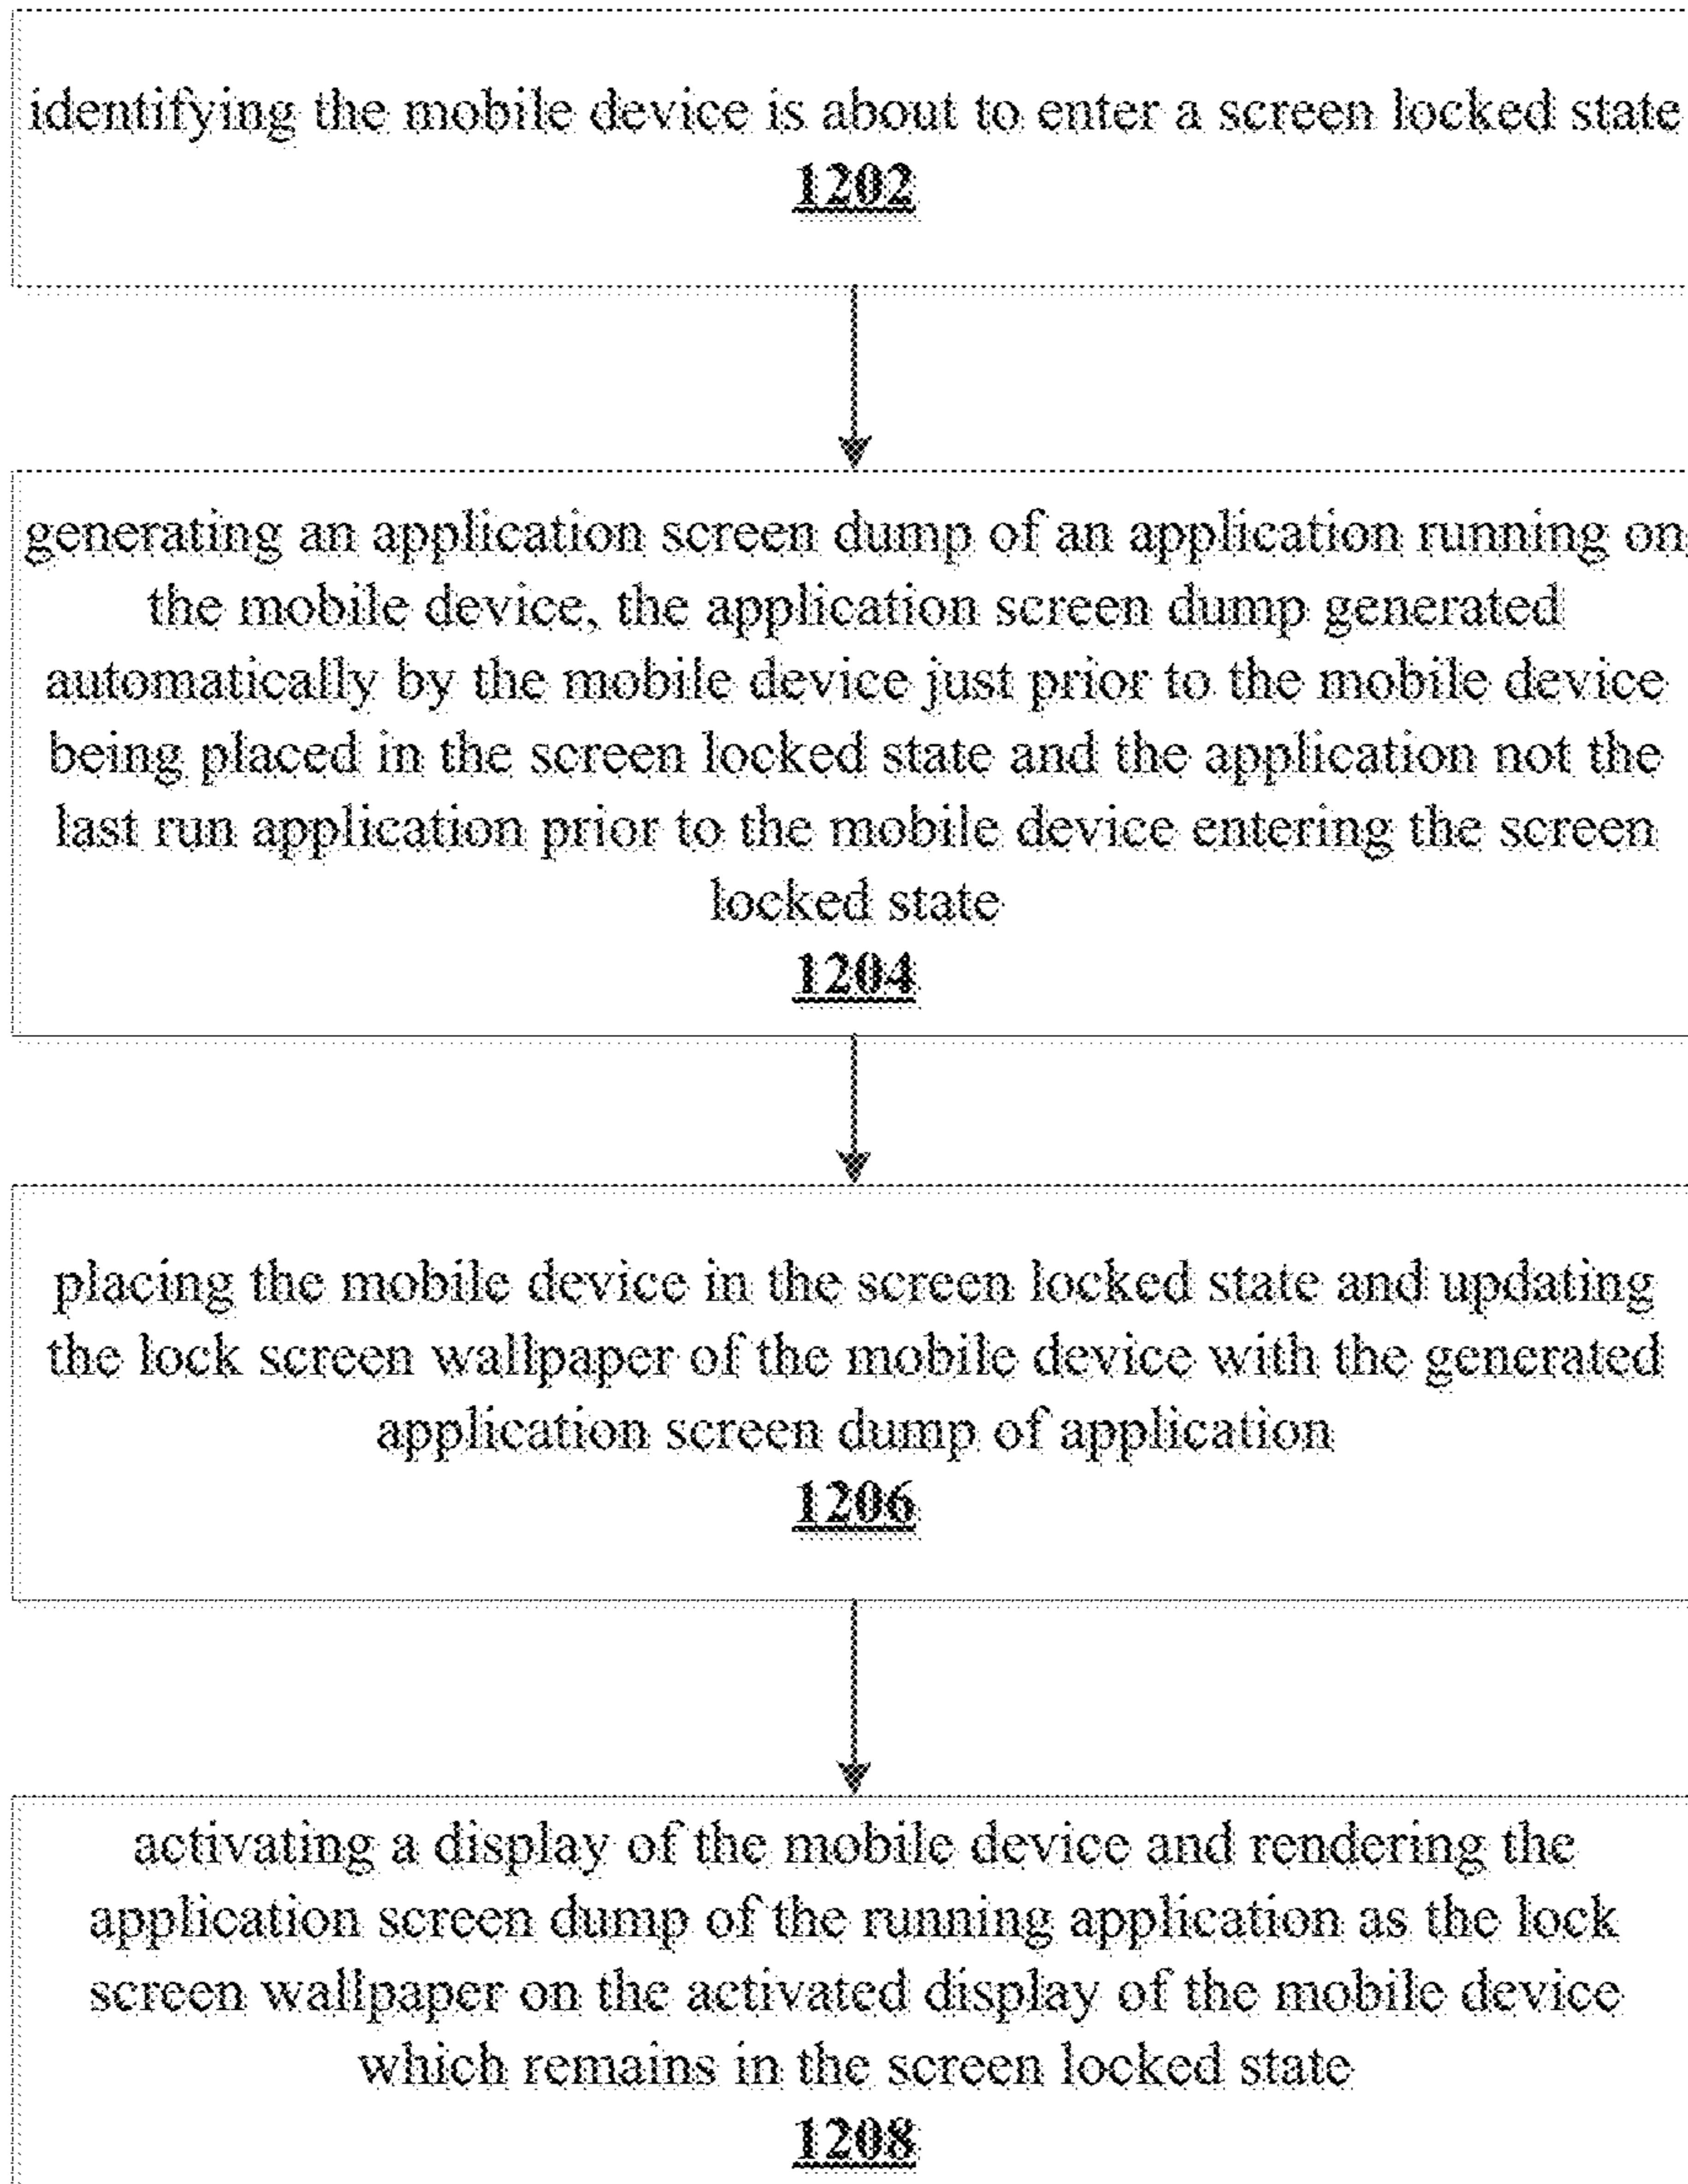 identifying the mobile device is about to enter a screen locked state
1202
generating an application screen dump of an application running on
the mobile device, the application screen dump generated
automatically by the mobile device just prior to the mobile device
being placed in the screen locked state and the application not the
last run application prior to the mobile device entering the screen
locked state
1204
placing the mobile device in the screen locked state and updating
the lock screen wallpaper of the mobile device with the generated
application screen dump of application
1206
activating a display of the mobile device and rendering the
application screen dump of the running application as the lock
screen wallpaper on the activated display of the mobile device
which remains in the screen locked state
1208